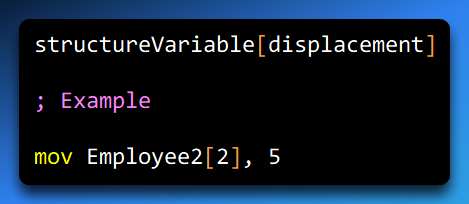 structureVariable[displacement]
; Example
mov Employee2[2], 5